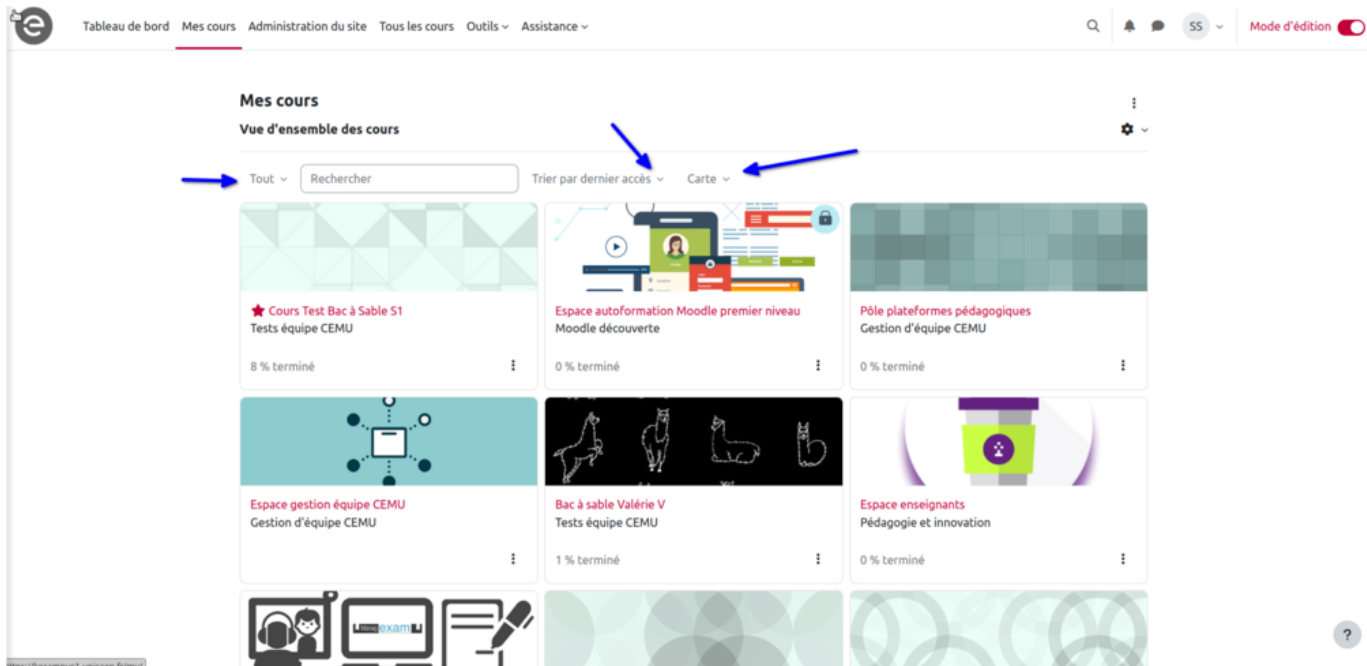 Tableau de bord Mes cours Administration du site Tous les cours Outils Assistance
SS
Mode d'édition
Mes cours
Vue d'ensemble des cours
Tout
Rechercher
Trier par dernier accès
Carte
Cours Test Bac à Sable S1
Tests équipe CEMU
8 % terminé
Espace autoformation Moodle premier niveau
Moodle découverte
0 % terminé
Pôle plateformes pédagogiques
Gestion d'équipe CEMU
0 % terminé
Espace gestion équipe CEMU
Gestion d'équipe CEMU
Bac à sable Valérie V
Tests équipe CEMU
1 % terminé
Espace enseignants
Pédagogie et innovation
0 % terminé
exam
?